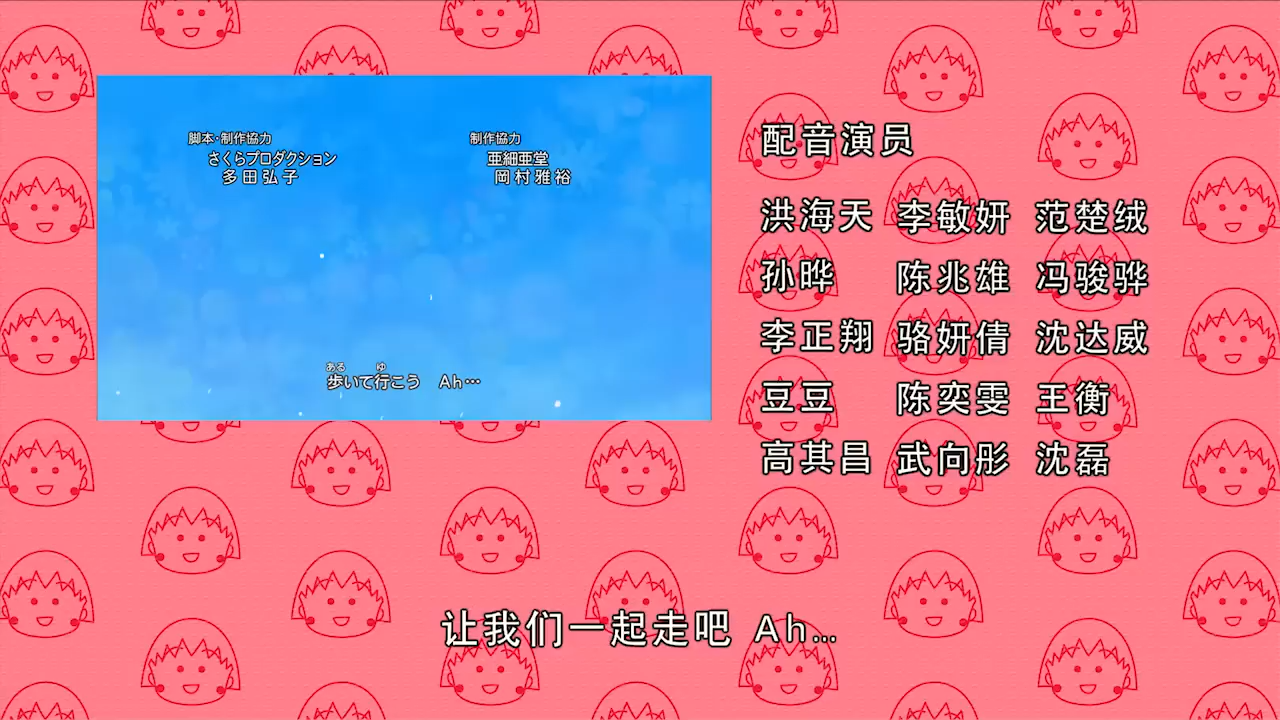 脚本・制作協力
さくらプロダクション
多田弘子
制作協力
亜細亜堂
岡村雅裕
ある ゆ
歩いて行こう Ah…
配音演员
洪海天 李敏妍 范楚绒
孙晔 陈兆雄 冯骏骅
李正翔 骆妍倩 沈达威
豆豆 陈奕雯 王衡
高其昌 武向彤 沈磊
让我们一起走吧 Ah…